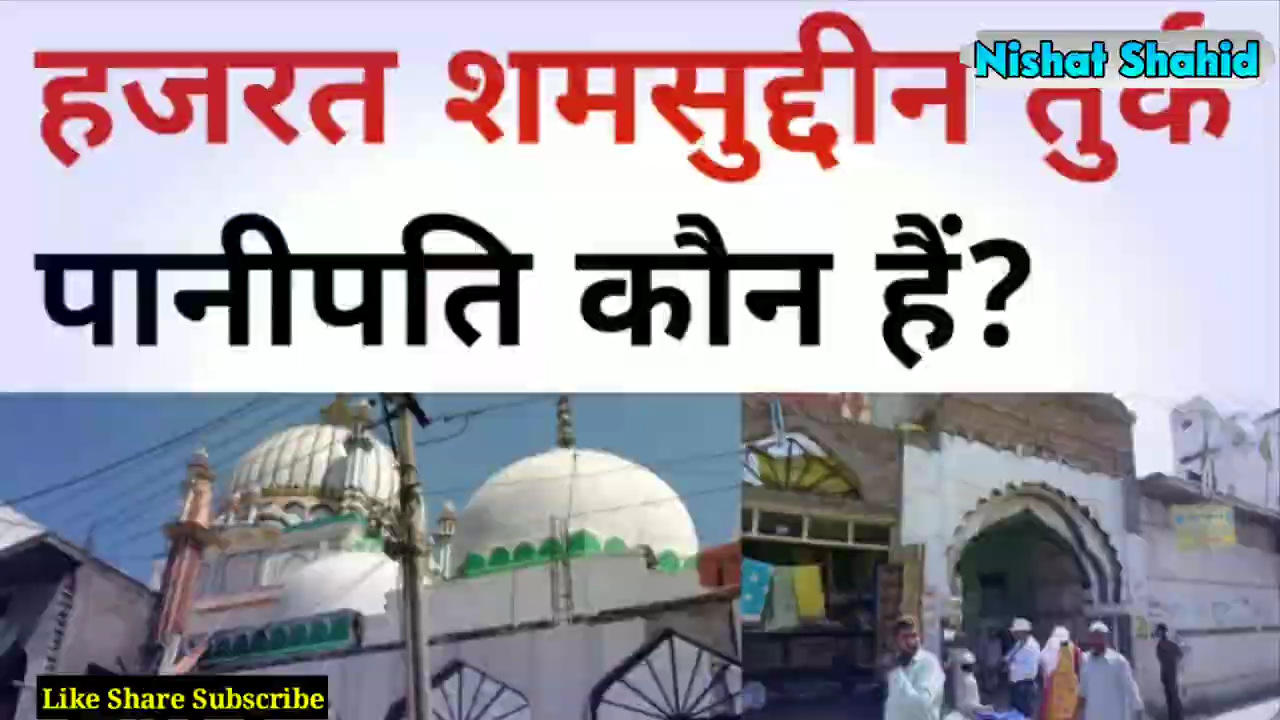 हजरत शमसुद्दीन तुर्क
Nishat Shahid
पानीपति कौन हैं?
Like Share Subscribe